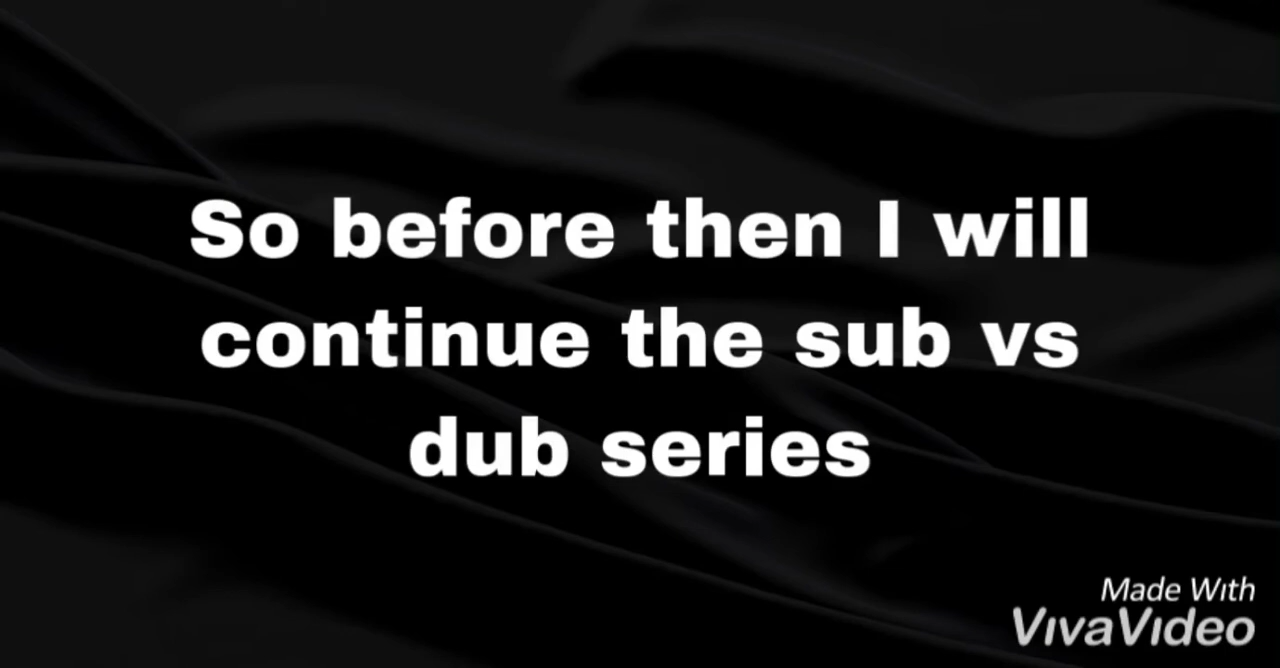 So before then I will
continue the sub vs
dub series
Made With
VivaVideo